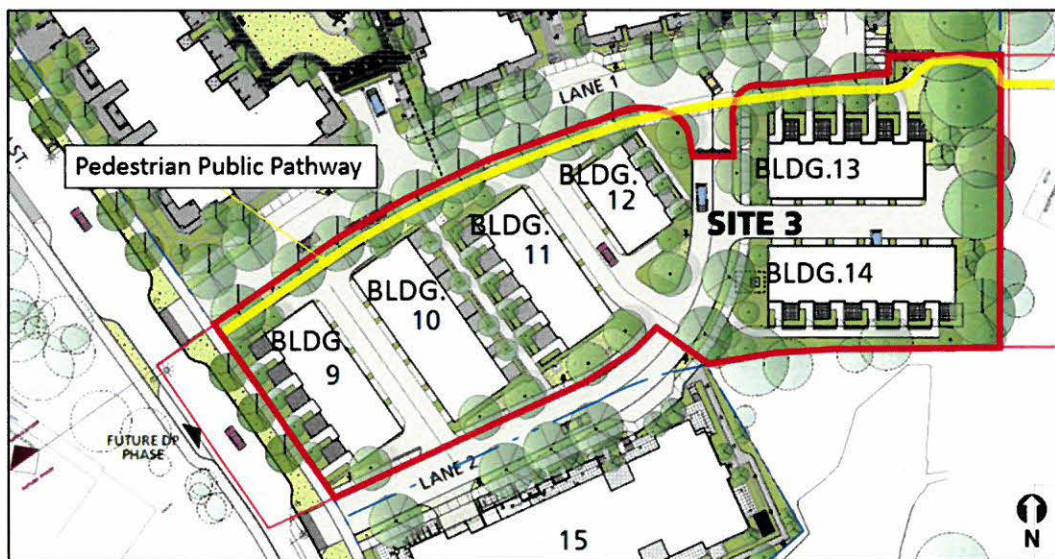 LANE 1
ST
Pedestrian Public Pathway
BLDG.
12
BLDG.13
BLDG.
11
SITE 3
BLDG.
10
BLDG.14
BLDG
9
FUTURE DP
PHASE
LANE 2
15
N